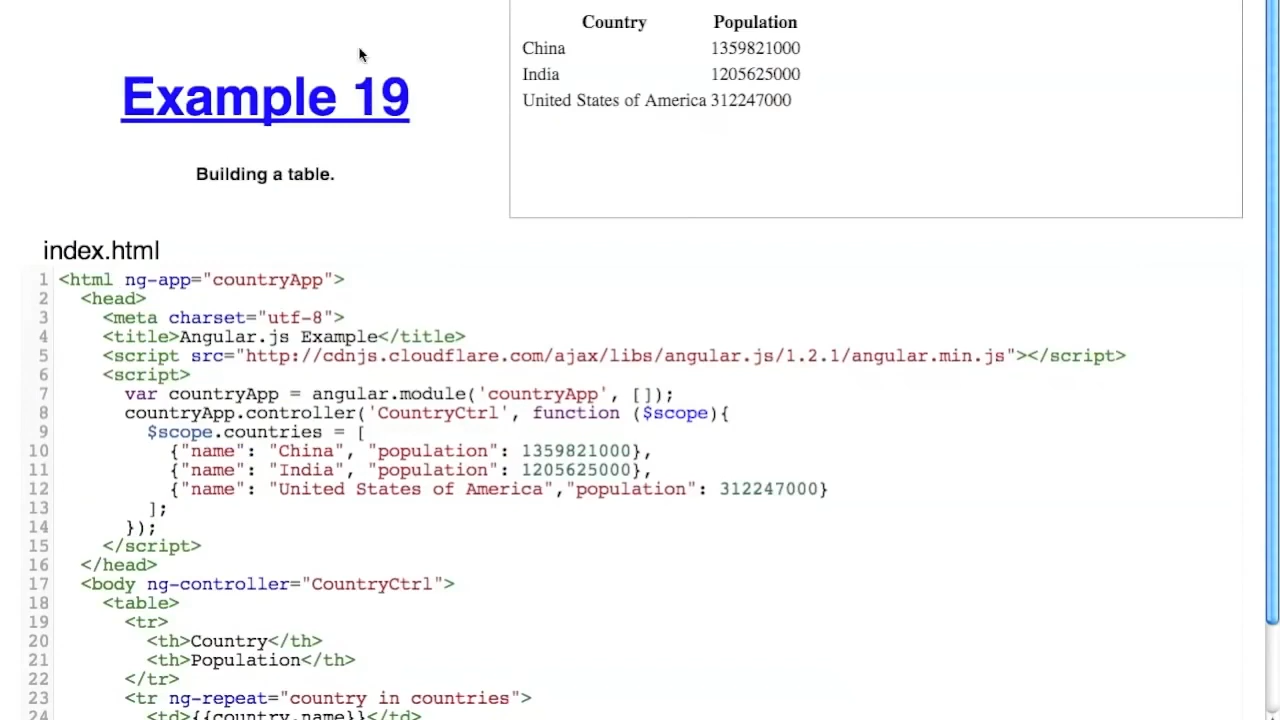 Country Population
China 1359821000
India 1205625000
United States of America 312247000
Example 19
Building a table.
index.html
1 <html ng-app="countryApp">
2   <head>
3     <meta charset="utf-8">
4     <title>Angular.js Example</title>
5     <script src="http://cdnjs.cloudflare.com/ajax/libs/angular.js/1.2.1/angular.min.js"></script>
6     <script>
7       var countryApp = angular.module('countryApp', []);
8       countryApp.controller('CountryCtrl', function ($scope){
9         $scope.countries = [
10           {"name": "China", "population": 1359821000},
11           {"name": "India", "population": 1205625000},
12           {"name": "United States of America","population": 312247000}
13         ];
14       });
15     </script>
16   </head>
17   <body ng-controller="CountryCtrl">
18     <table>
19       <tr>
20         <th>Country</th>
21         <th>Population</th>
22       </tr>
23       <tr ng-repeat="country in countries">
24         <td>{{country.name}}</td>